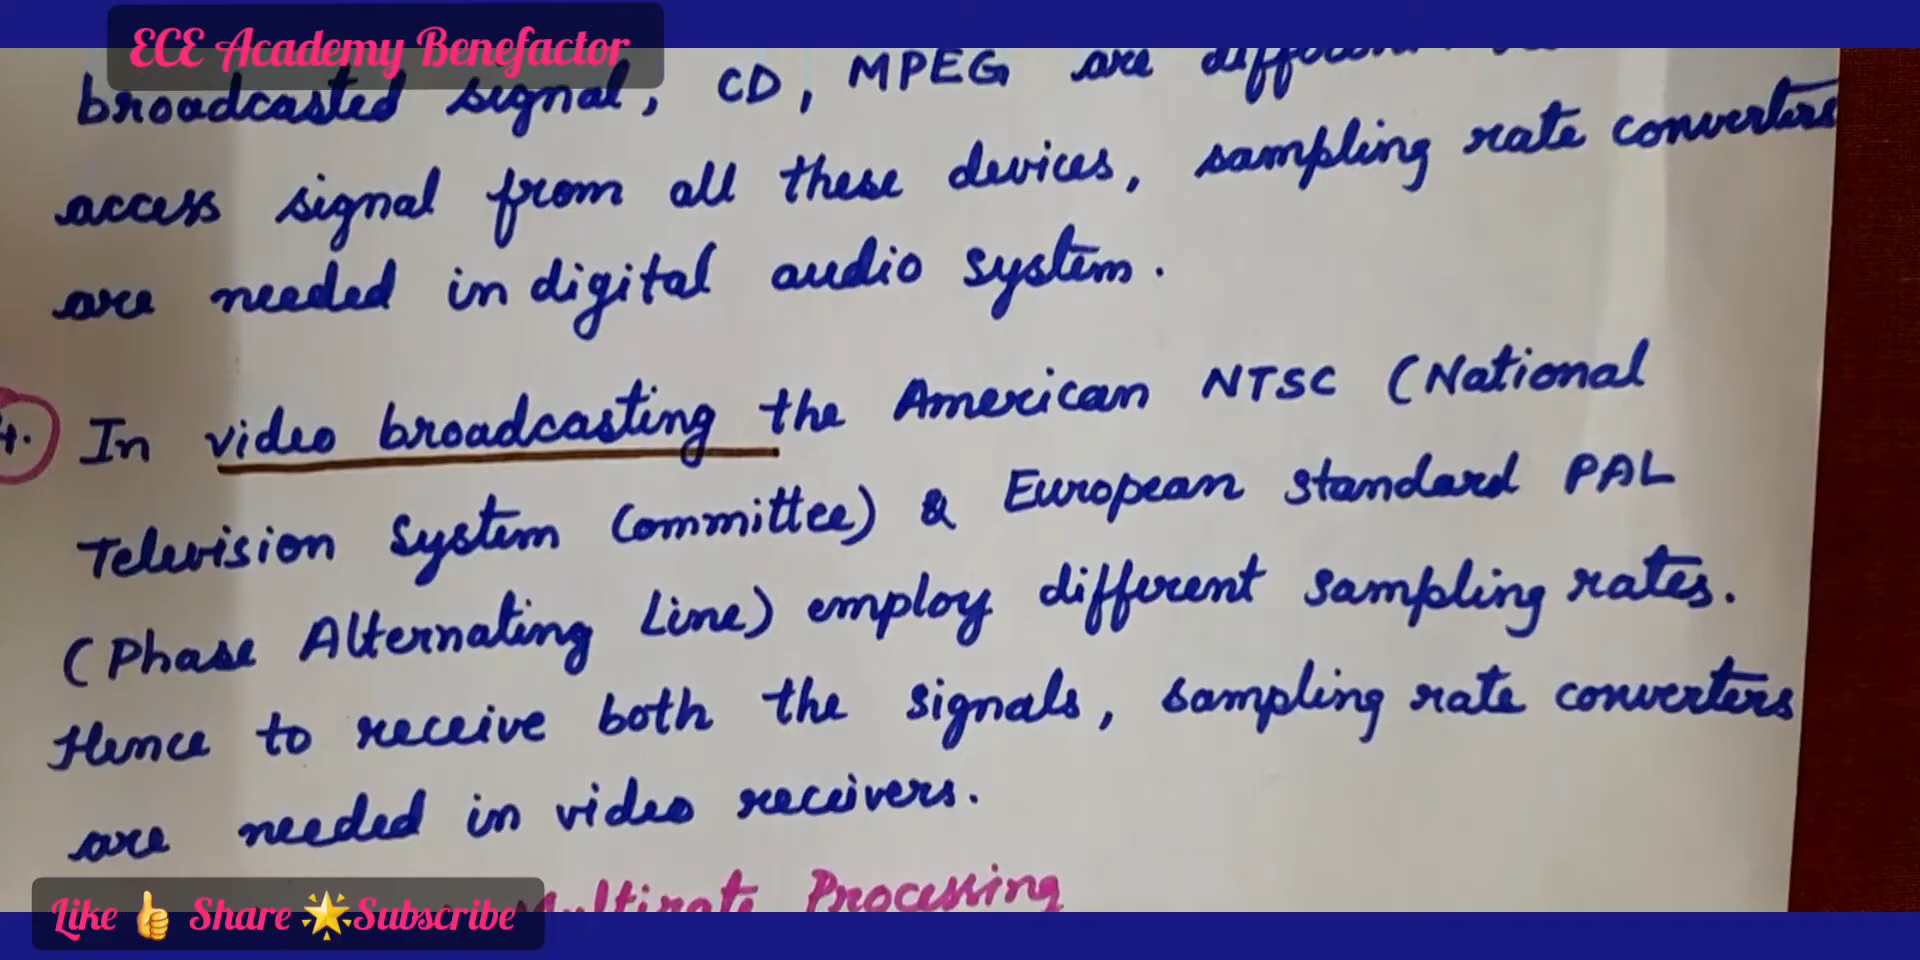 ECE Academy Benefactor
broadcasted signal, CD, MPEG are
access signal from all these devices, sampling rate converters
are needed in digital audio system.
4. In video broadcasting the American NTSC (National
Television System Committee) & European standard PAL
(Phase Alternating Line) employ different sampling rates.
Hence to receive both the signals, sampling rate converters
are needed in video receivers.
Multirate Processing
Like 👍 Share 🌟Subscribe